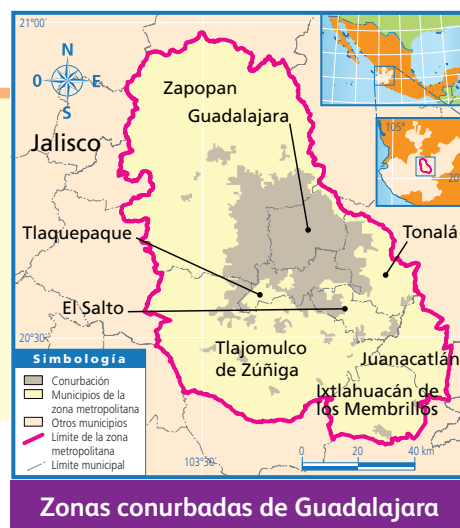 21°00'
N
O
E
S
Zapopan
Guadalajara
Jalisco
105°
20
Tlaquepaque
Tonalá
El Salto
20°30'
Tlajomulco
de Zúñiga
Juanacatlán
Ixtlahuacán de
los Membrillos
Simbología
Conurbación
Municipios de la
zona metropolitana
Otros municipios
Límite de la zona
metropolitana
Límite municipal
103°30'
0
20
40 km
Zonas conurbadas de Guadalajara